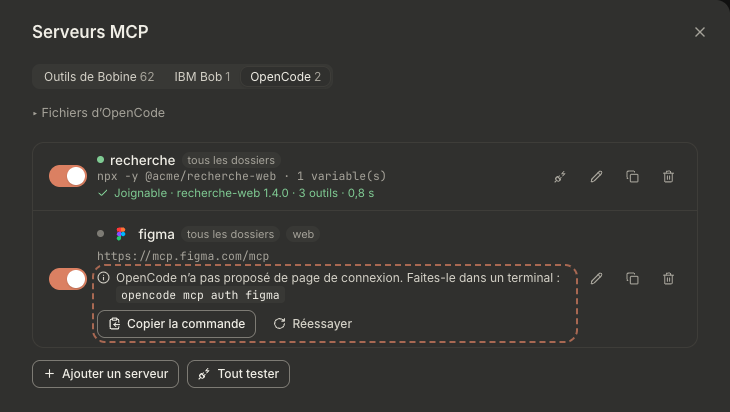 Serveurs MCP
Outils de Bobine 62 IBM Bob 1 OpenCode 2
Fichiers d’OpenCode
recherche tous les dossiers
npx -y @acme/recherche-web · 1 variable(s)
Joignable · recherche-web 1.4.0 · 3 outils · 0,8 s
figma tous les dossiers web
https://mcp.figma.com/mcp
OpenCode n’a pas proposé de page de connexion. Faites-le dans un terminal :
opencode mcp auth figma
Copier la commande Réessayer
Ajouter un serveur Tout tester